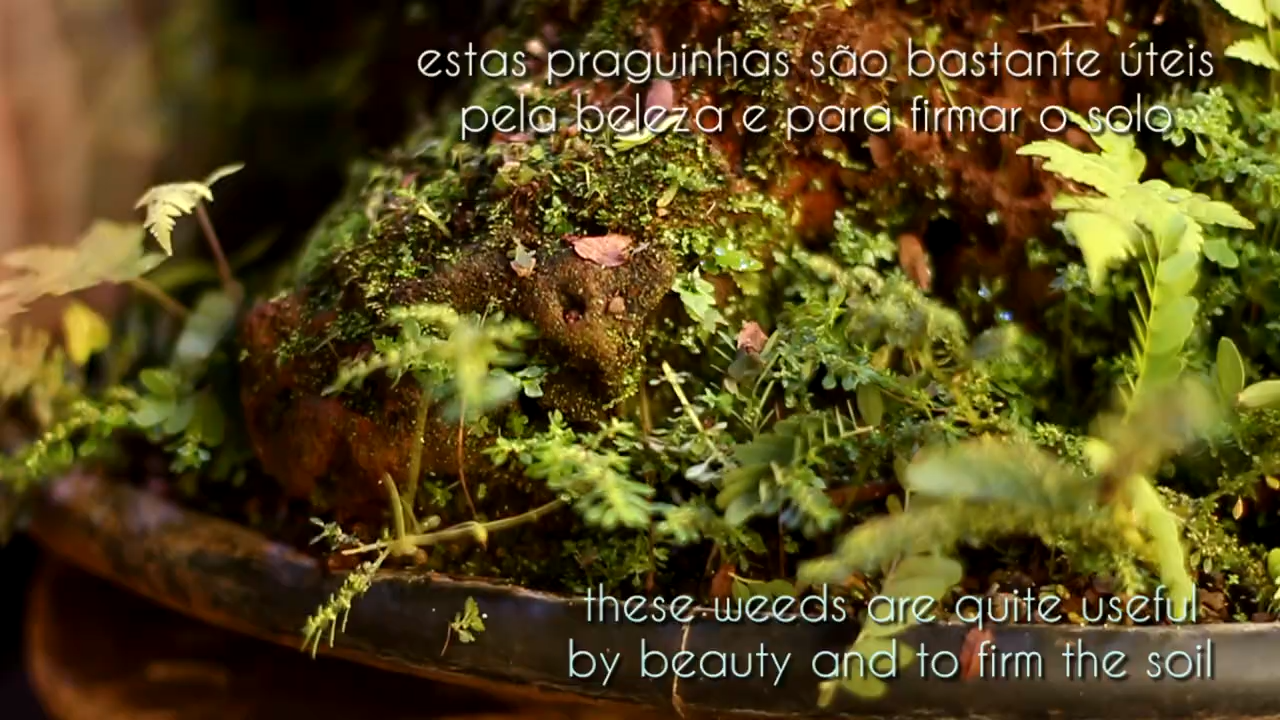 estas praguinhas são bastante úteis
pela beleza e para firmar o solo
these weeds are quite useful
by beauty and to firm the soil